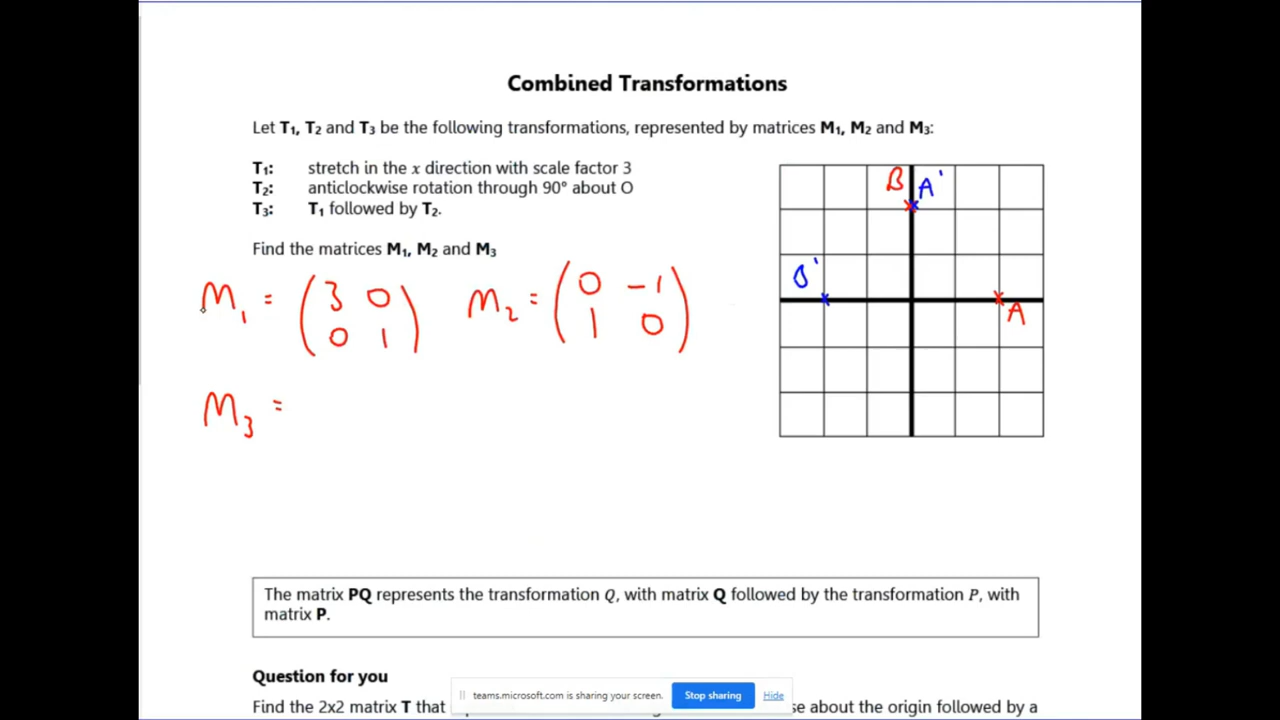 Combined Transformations
Let T₁, T₂ and T₃ be the following transformations, represented by matrices M₁, M₂ and M₃:
T₁: stretch in the x direction with scale factor 3
T₂: anticlockwise rotation through 90° about O
T₃: T₁ followed by T₂.
Find the matrices M₁, M₂ and M₃
B A'
B'
A
M₁ = (3 0
0 1)
M₂ = (0 -1
1 0)
M₃ =
The matrix PQ represents the transformation Q, with matrix Q followed by the transformation P, with
matrix P.
Question for you
teams.microsoft.com is sharing your screen. Stop sharing Hide
Find the 2x2 matrix T that se about the origin followed by a